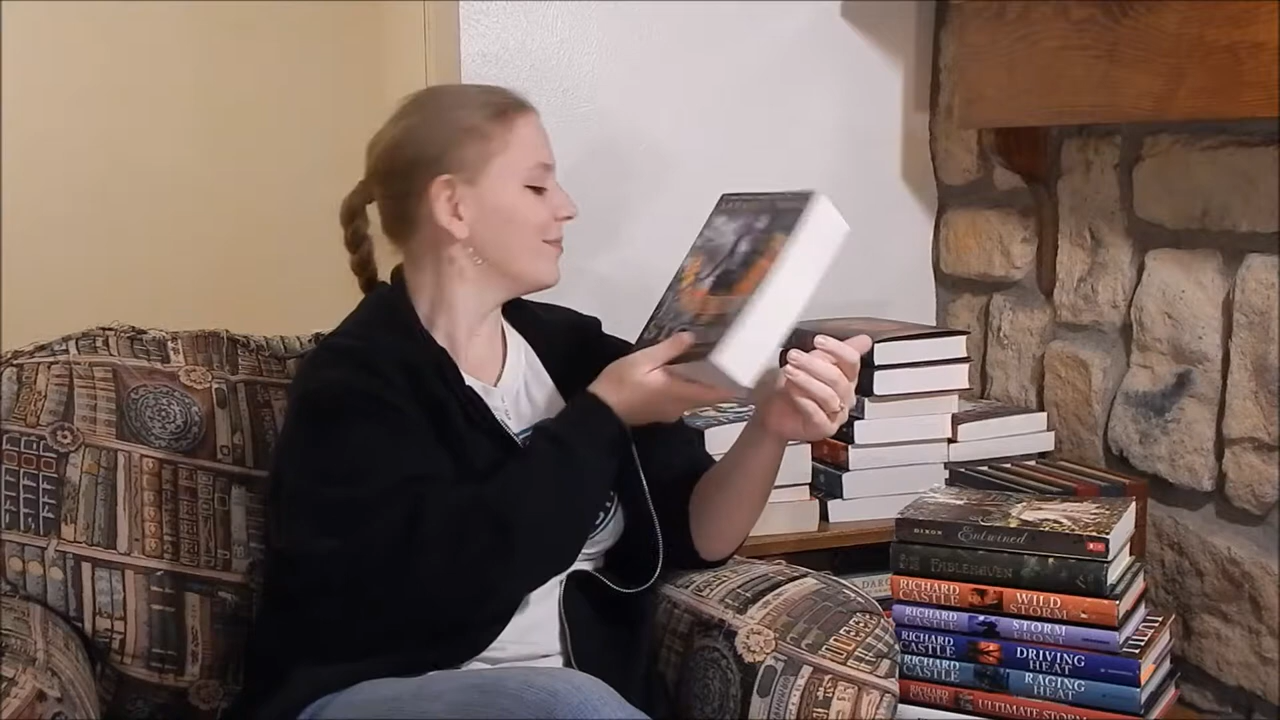 DIXON Entwined
FABLEHAVEN
RICHARD CASTLE WILD STORM
RICHARD CASTLE STORM FRONT
RICHARD CASTLE DRIVING HEAT
RICHARD CASTLE RAGING HEAT
RICHARD CASTLE ULTIMATE STORM